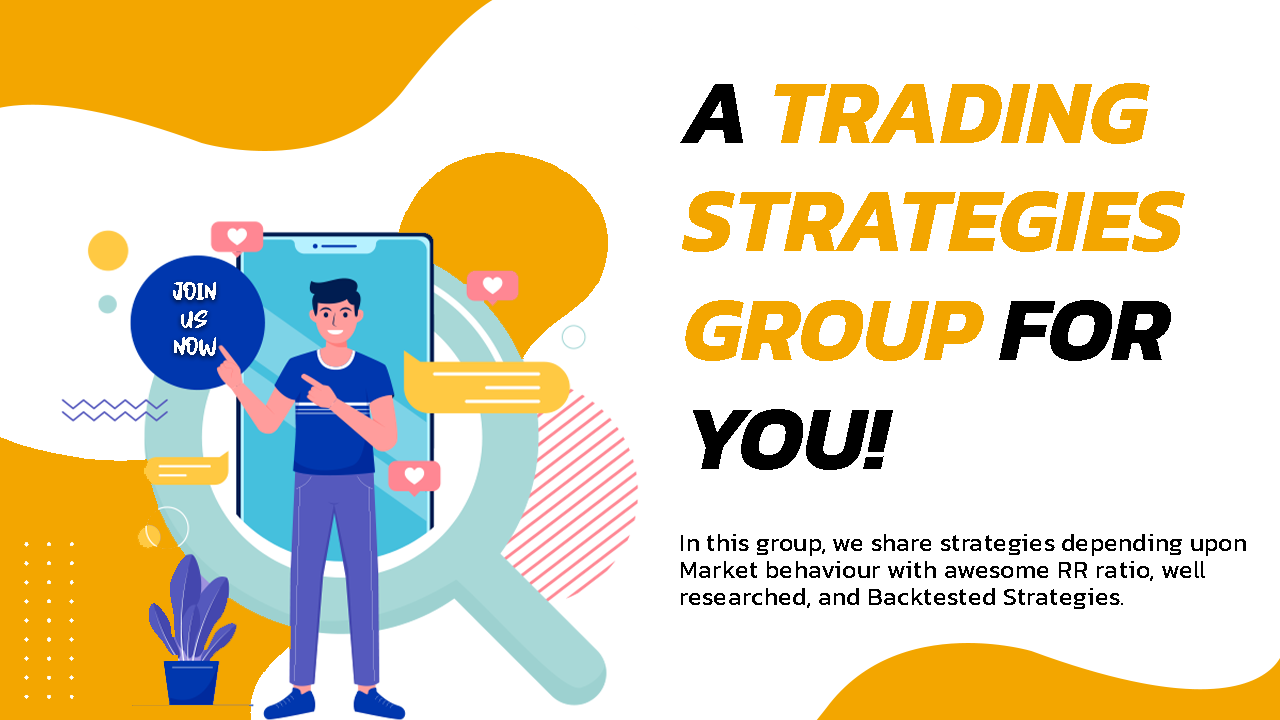 A TRADING
STRATEGIES
GROUP FOR
YOU!
JOIN
US
NOW
In this group, we share strategies depending upon
Market behaviour with awesome RR ratio, well
researched, and Backtested Strategies.